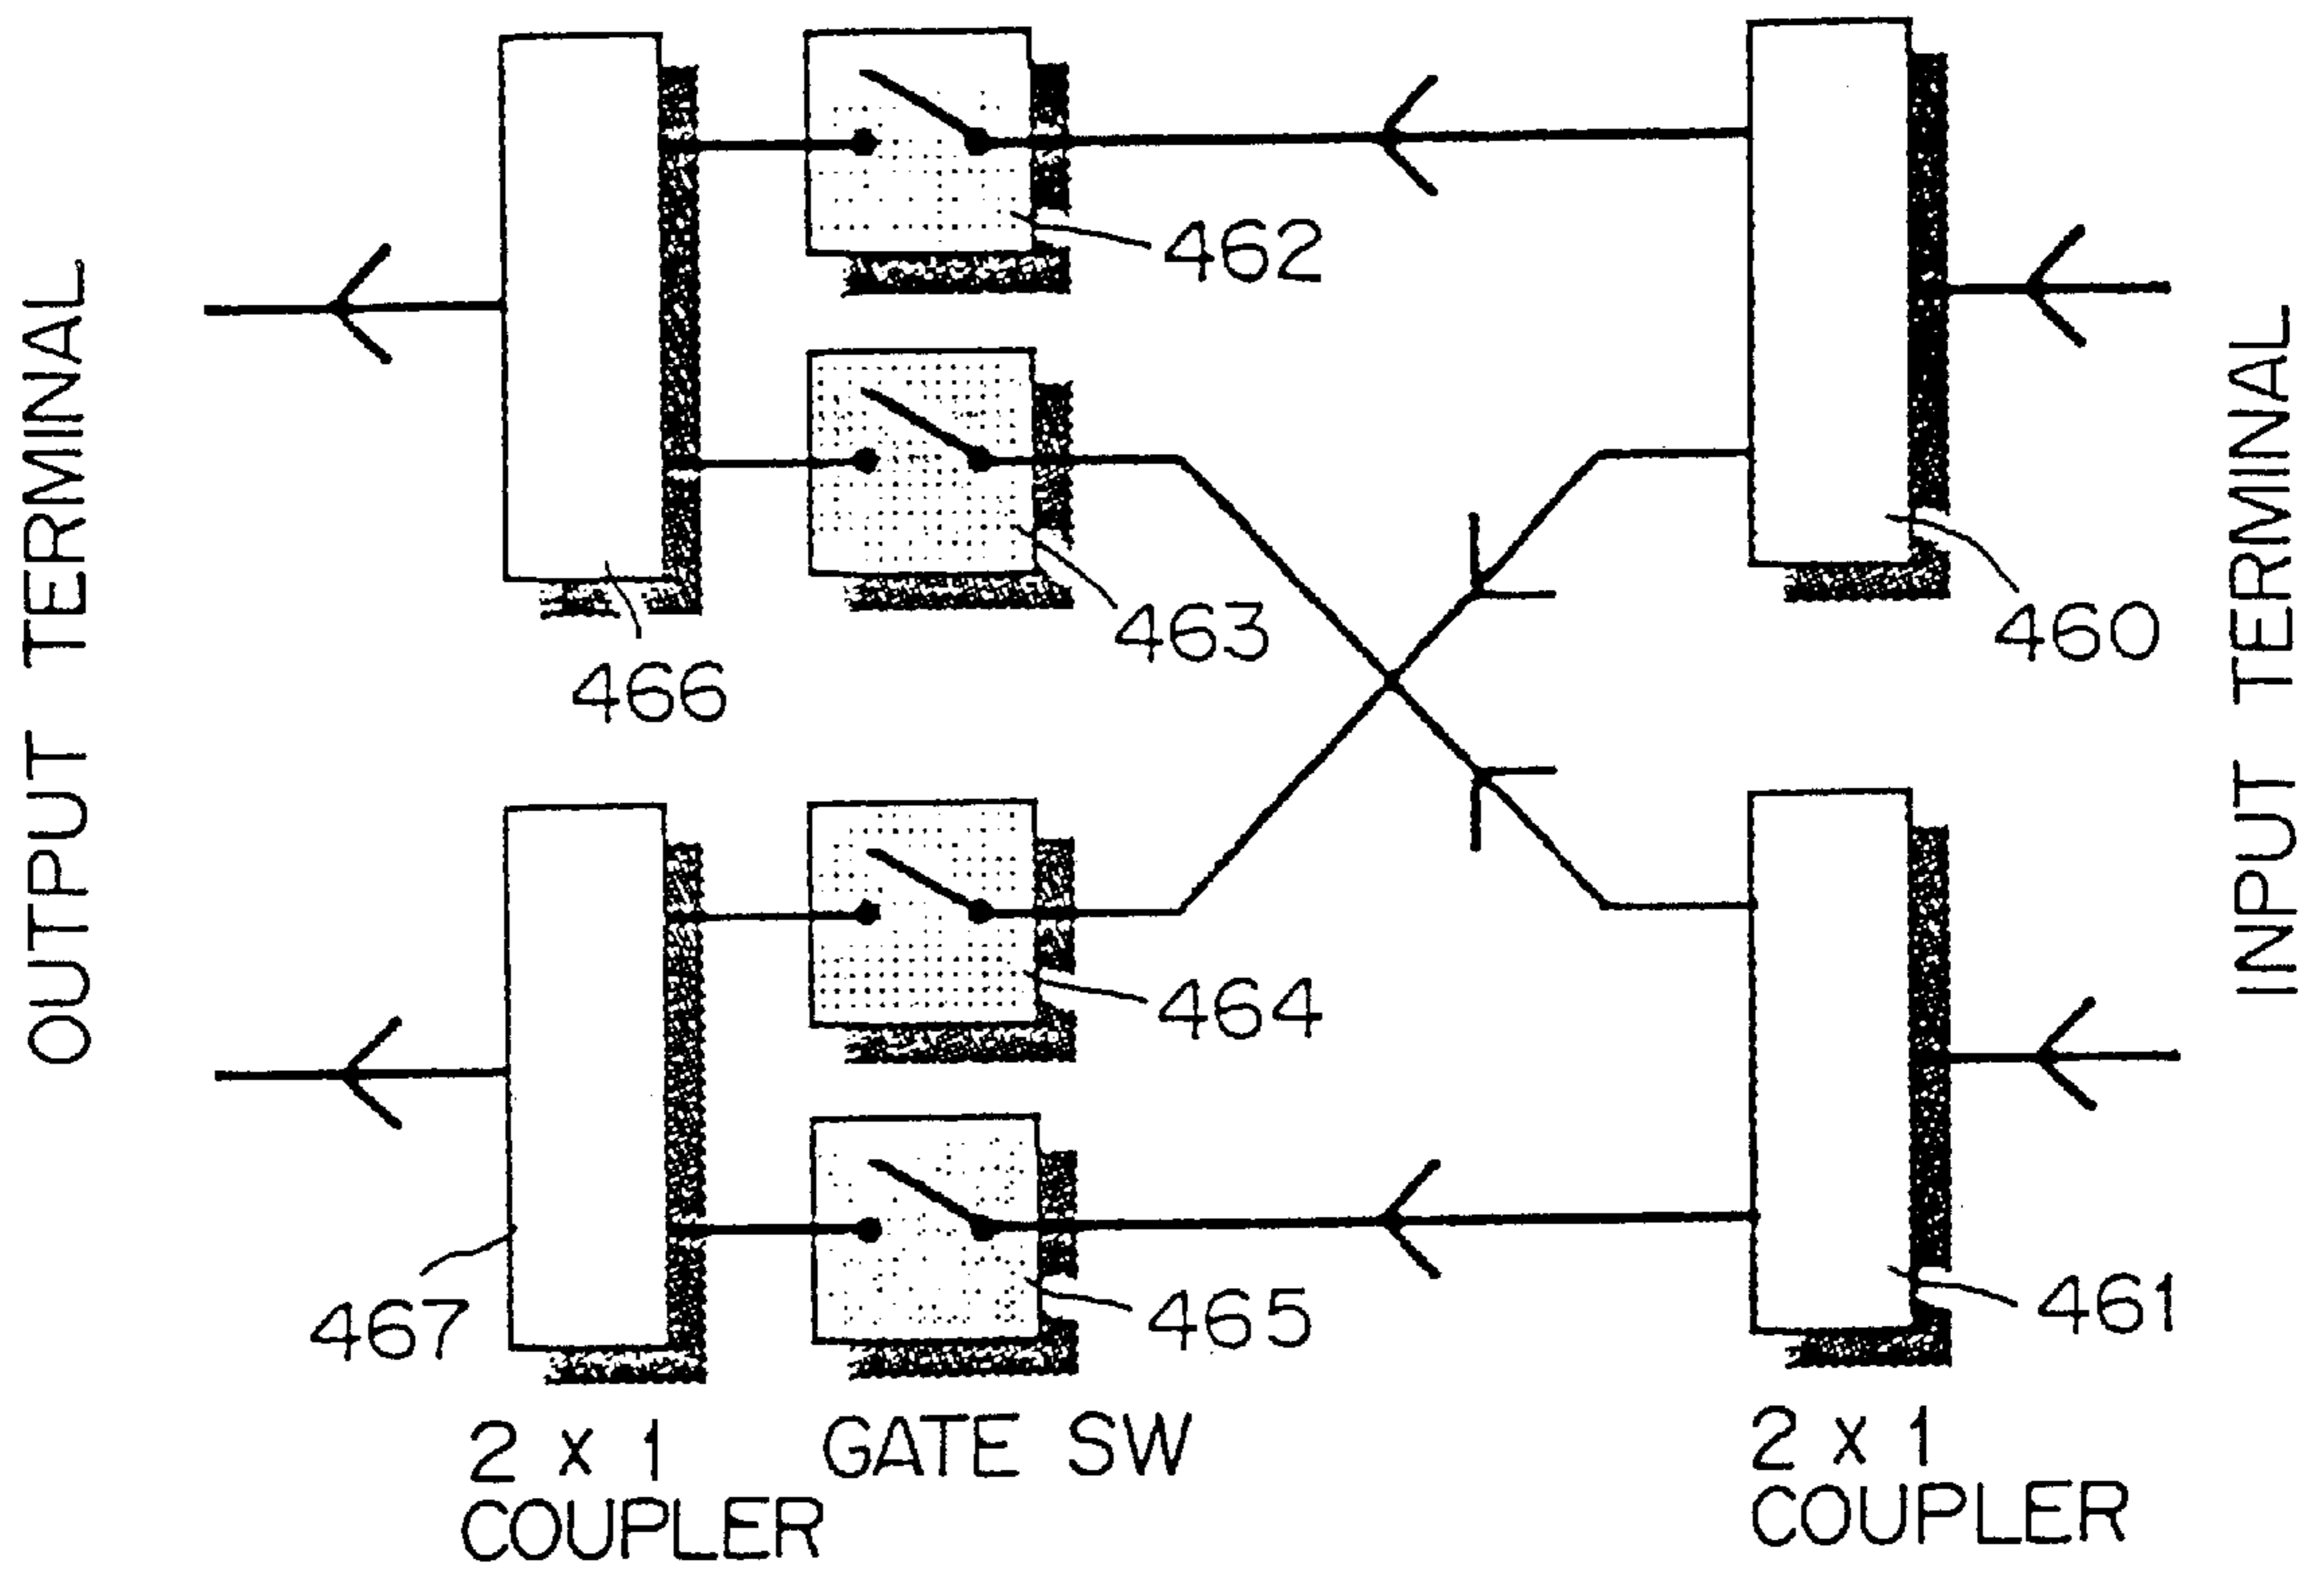 OUTPUT TERMINAL
INPUT TERMINAL
462
463
460
466
464
465
461
467
2 x 1
COUPLER
GATE SW
2 x 1
COUPLER